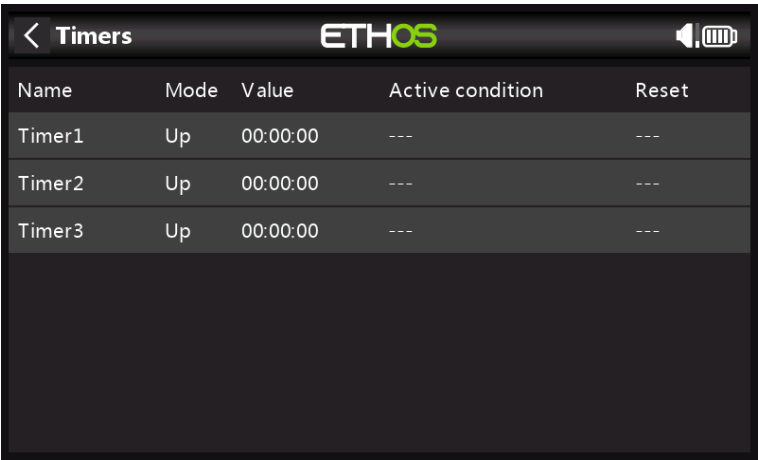 Timers ETHOS
Name Mode Value Active condition Reset
Timer1 Up 00:00:00 --- ---
Timer2 Up 00:00:00 --- ---
Timer3 Up 00:00:00 --- ---